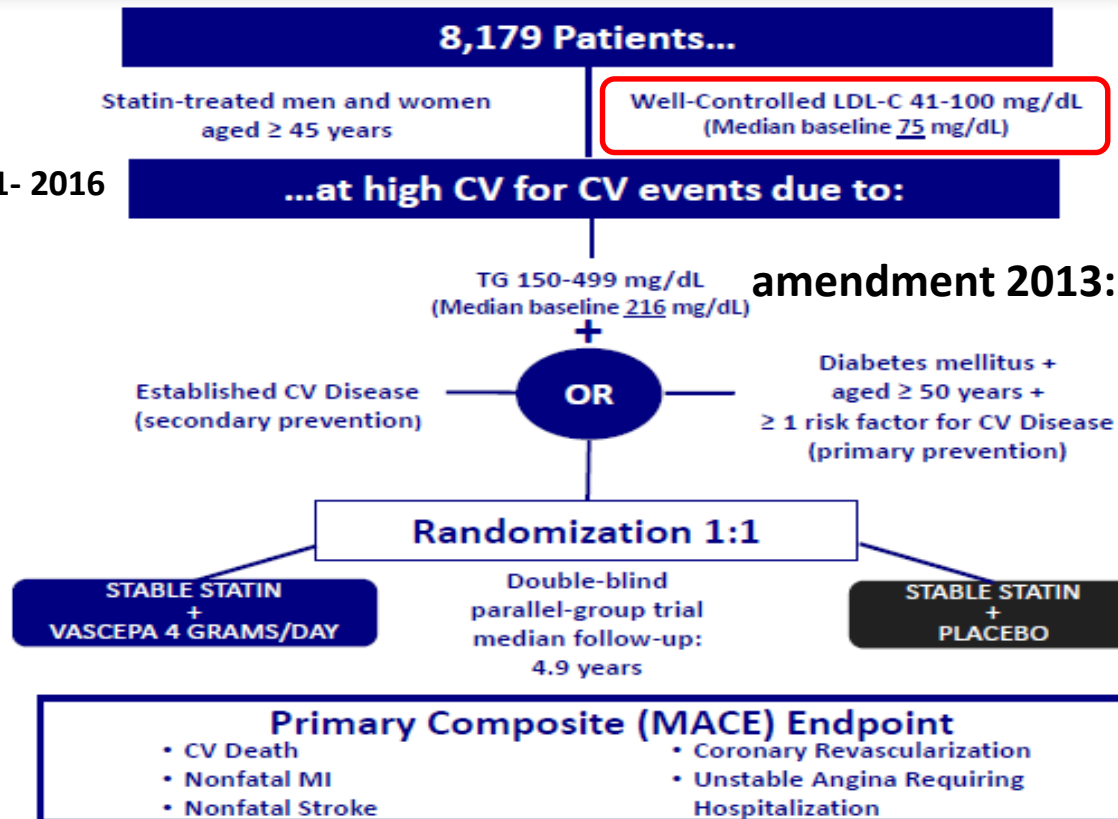 8,179 Patients...
Statin-treated men and women
aged ≥ 45 years
Well-Controlled LDL-C 41-100 mg/dL
(Median baseline 75 mg/dL)
1- 2016
...at high CV for CV events due to:
TG 150-499 mg/dL
(Median baseline 216 mg/dL)
amendment 2013:
+
Established CV Disease
(secondary prevention)
OR
Diabetes mellitus +
aged ≥ 50 years +
≥ 1 risk factor for CV Disease
(primary prevention)
Randomization 1:1
STABLE STATIN
+
VASCEPA 4 GRAMS/DAY
Double-blind
parallel-group trial
median follow-up:
4.9 years
STABLE STATIN
+
PLACEBO
Primary Composite (MACE) Endpoint
• CV Death
• Nonfatal MI
• Nonfatal Stroke
• Coronary Revascularization
• Unstable Angina Requiring
Hospitalization